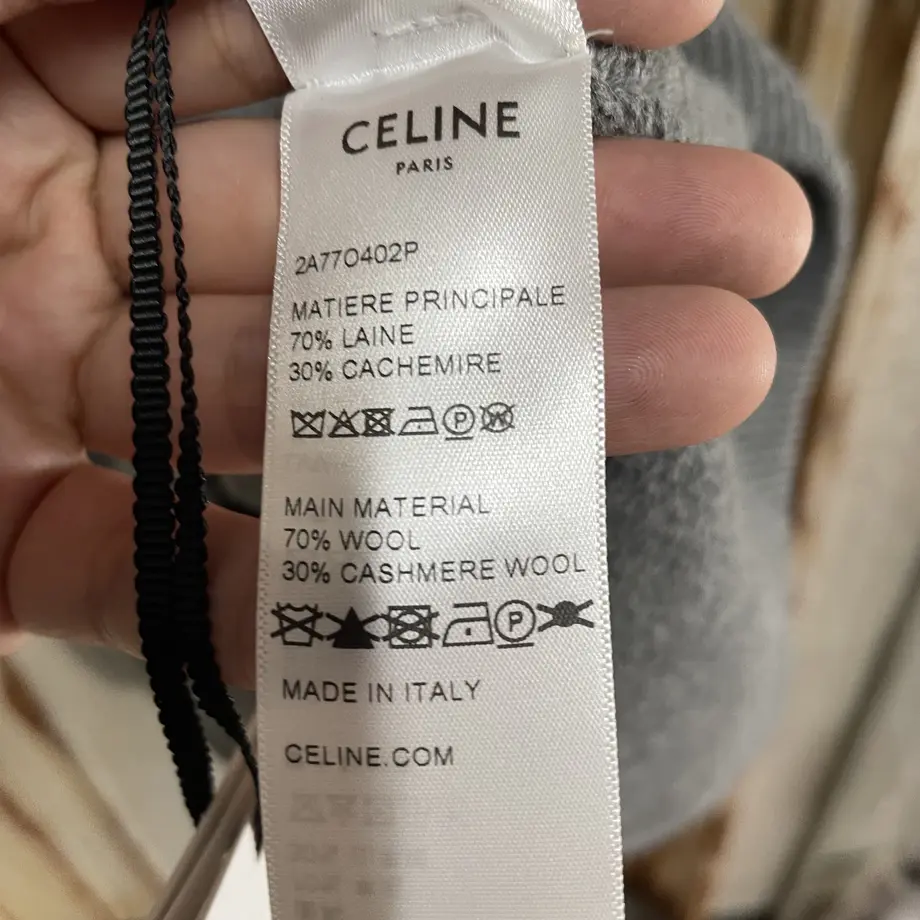 CELINE
PARIS
2A77O402P
MATIERE PRINCIPALE
70% LAINE
30% CACHEMIRE
P W
MAIN MATERIAL
70% WOOL
30% CASHMERE WOOL
P
MADE IN ITALY
CELINE.COM